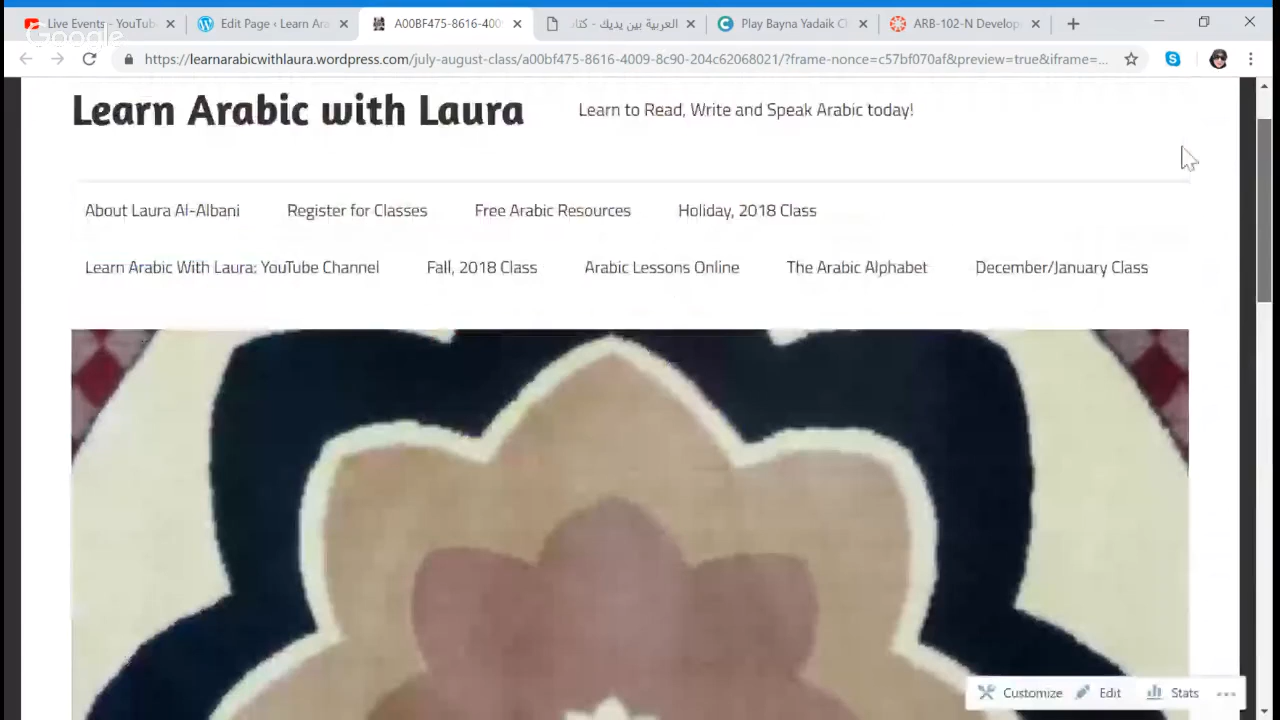 Live Events - YouTub
Edit Page ‹ Learn Ara
A00BF475-8616-400
العربية بين يديك - كتاب
Play Bayna Yadaik Ch
ARB-102-N Develop
Google
https://learnarabicwithlaura.wordpress.com/july-august-class/a00bf475-8616-4009-8c90-204c62068021/?frame-nonce=c57bf070af&preview=true&iframe=...
Learn Arabic with Laura
Learn to Read, Write and Speak Arabic today!
About Laura Al-Albani
Register for Classes
Free Arabic Resources
Holiday, 2018 Class
Learn Arabic With Laura: YouTube Channel
Fall, 2018 Class
Arabic Lessons Online
The Arabic Alphabet
December/January Class
Customize
Edit
Stats